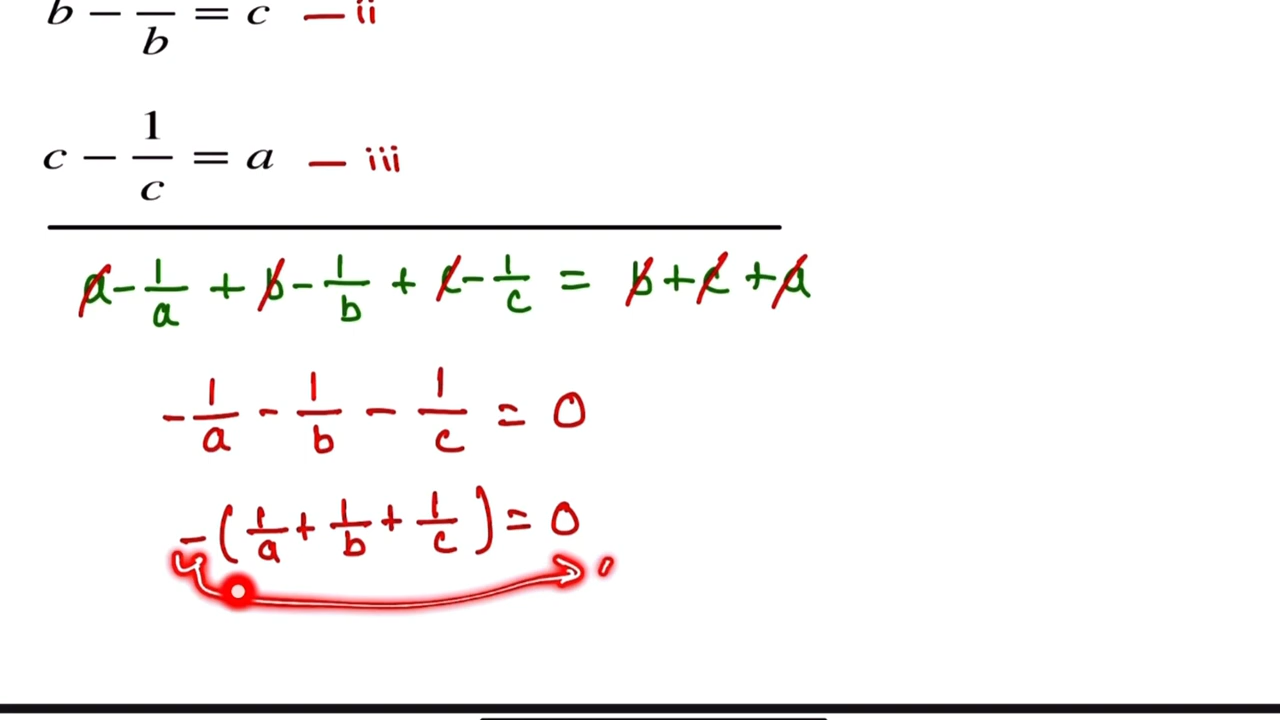 b - 1/b = c — ii
c - 1/c = a — iii
a - 1/a + b - 1/b + c - 1/c = b + c + a
- 1/a - 1/b - 1/c = 0
-(1/a + 1/b + 1/c) = 0